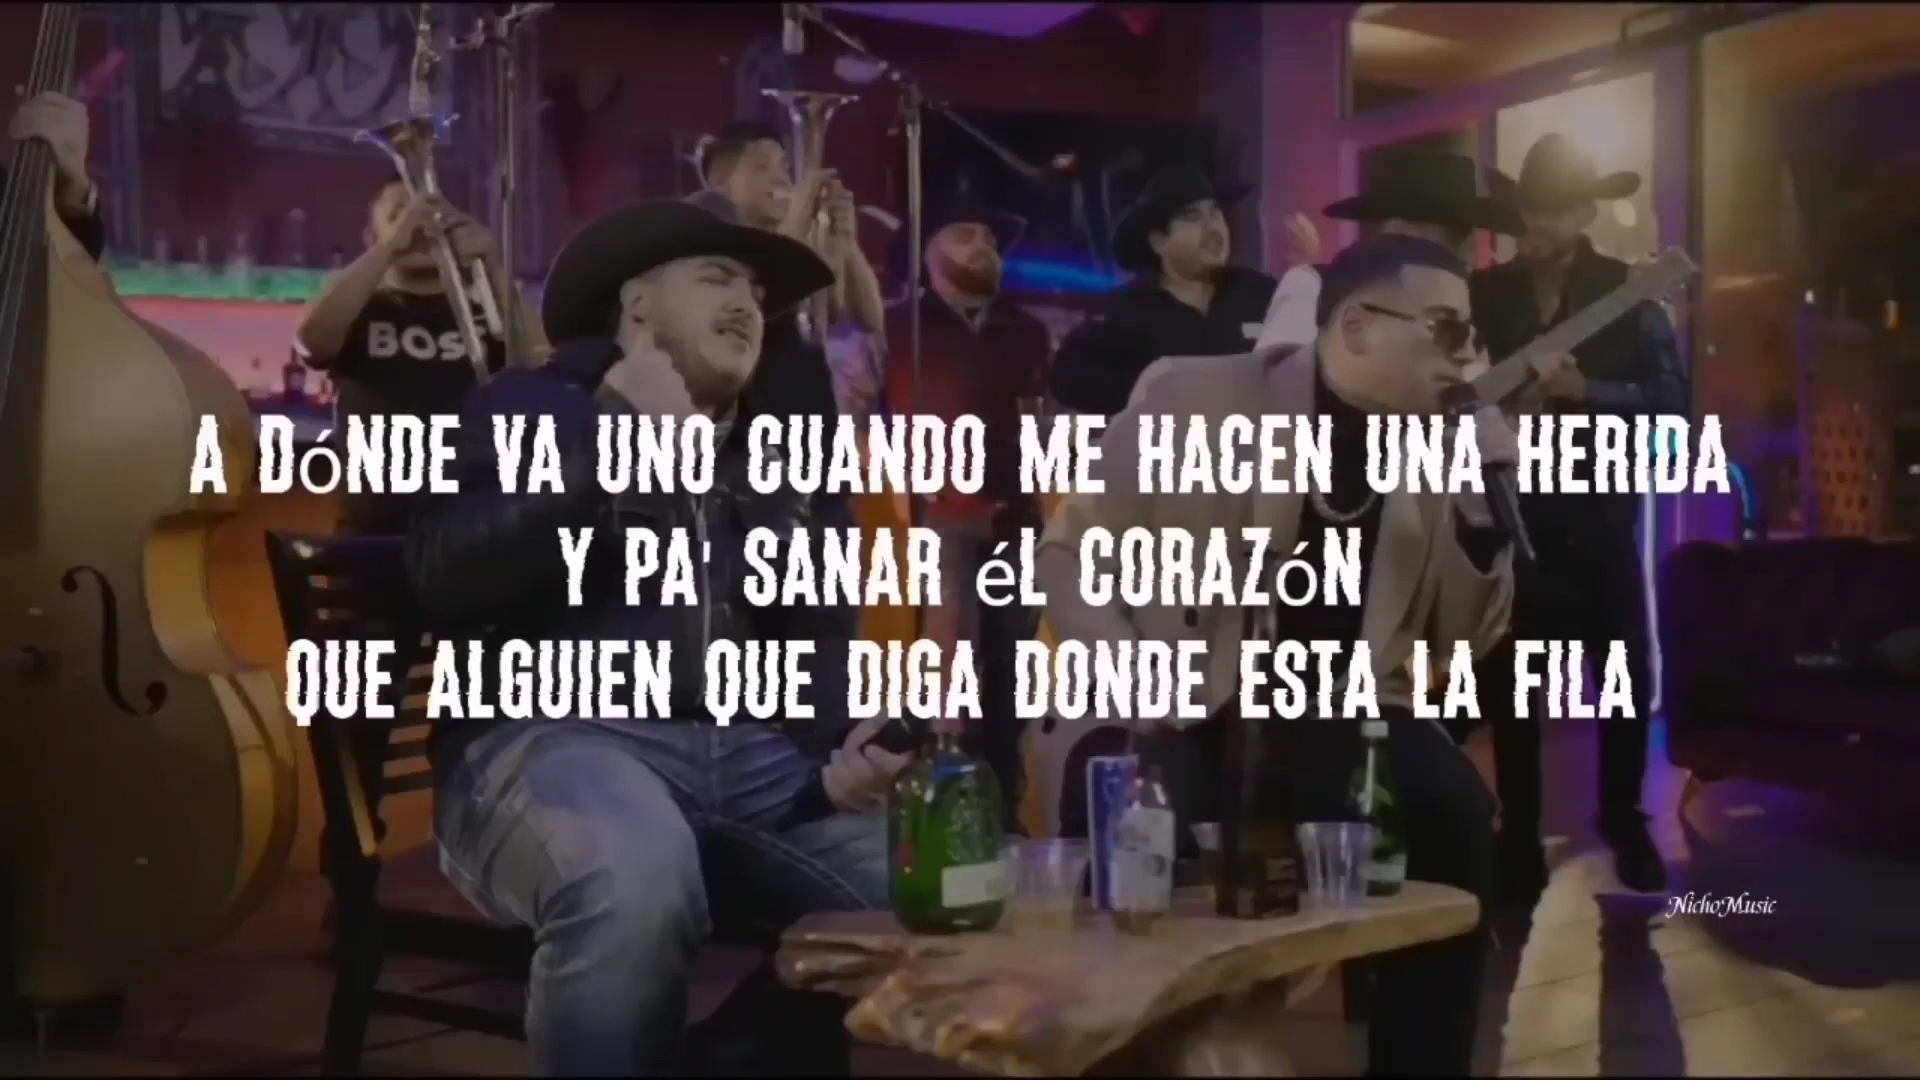 BOSS
A DóNDE VA UNO CUANDO ME HACEN UNA HERIDA
Y PA' SANAR éL CORAZóN
QUE ALGUIEN QUE DIGA DONDE ESTA LA FILA
NichoMusic